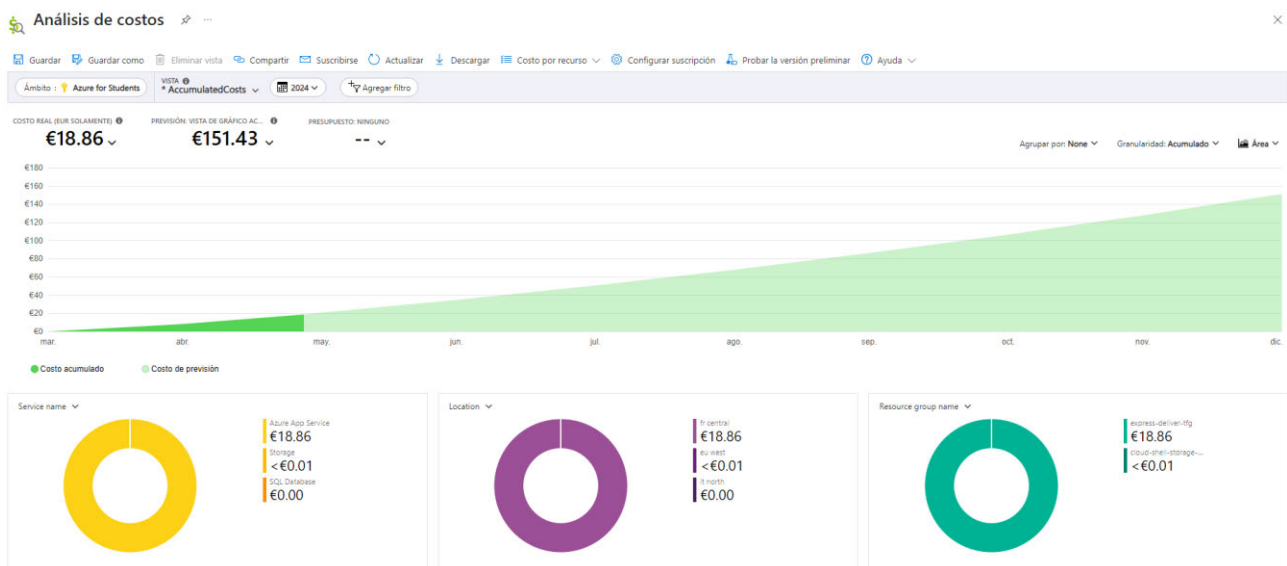 Análisis de costos
Guardar Guardar como Eliminar vista Compartir Suscribirse Actualizar Descargar Costo por recurso Configurar suscripción Probar la versión preliminar Ayuda
Ámbito : Azure for Students VISTA * AccumulatedCosts 2024 Agregar filtro
COSTO REAL (EUR SOLAMENTE) PREVISIÓN: VISTA DE GRÁFICO AC... PRESUPUESTO: NINGUNO
€18.86 €151.43 --
Agrupar por: None Granularidad: Acumulado Área
€180
€160
€140
€120
€100
€80
€60
€40
€20
€0
mar. abr. may. jun. jul. ago. sep. oct. nov. dic.
Costo acumulado Costo de previsión
Service name
Azure App Service
€18.86
Storage
<€0.01
SQL Database
€0.00
Location
fr central
€18.86
eu west
<€0.01
it north
€0.00
Resource group name
express-deliver-tfg
€18.86
cloud-shell-storage-...
<€0.01